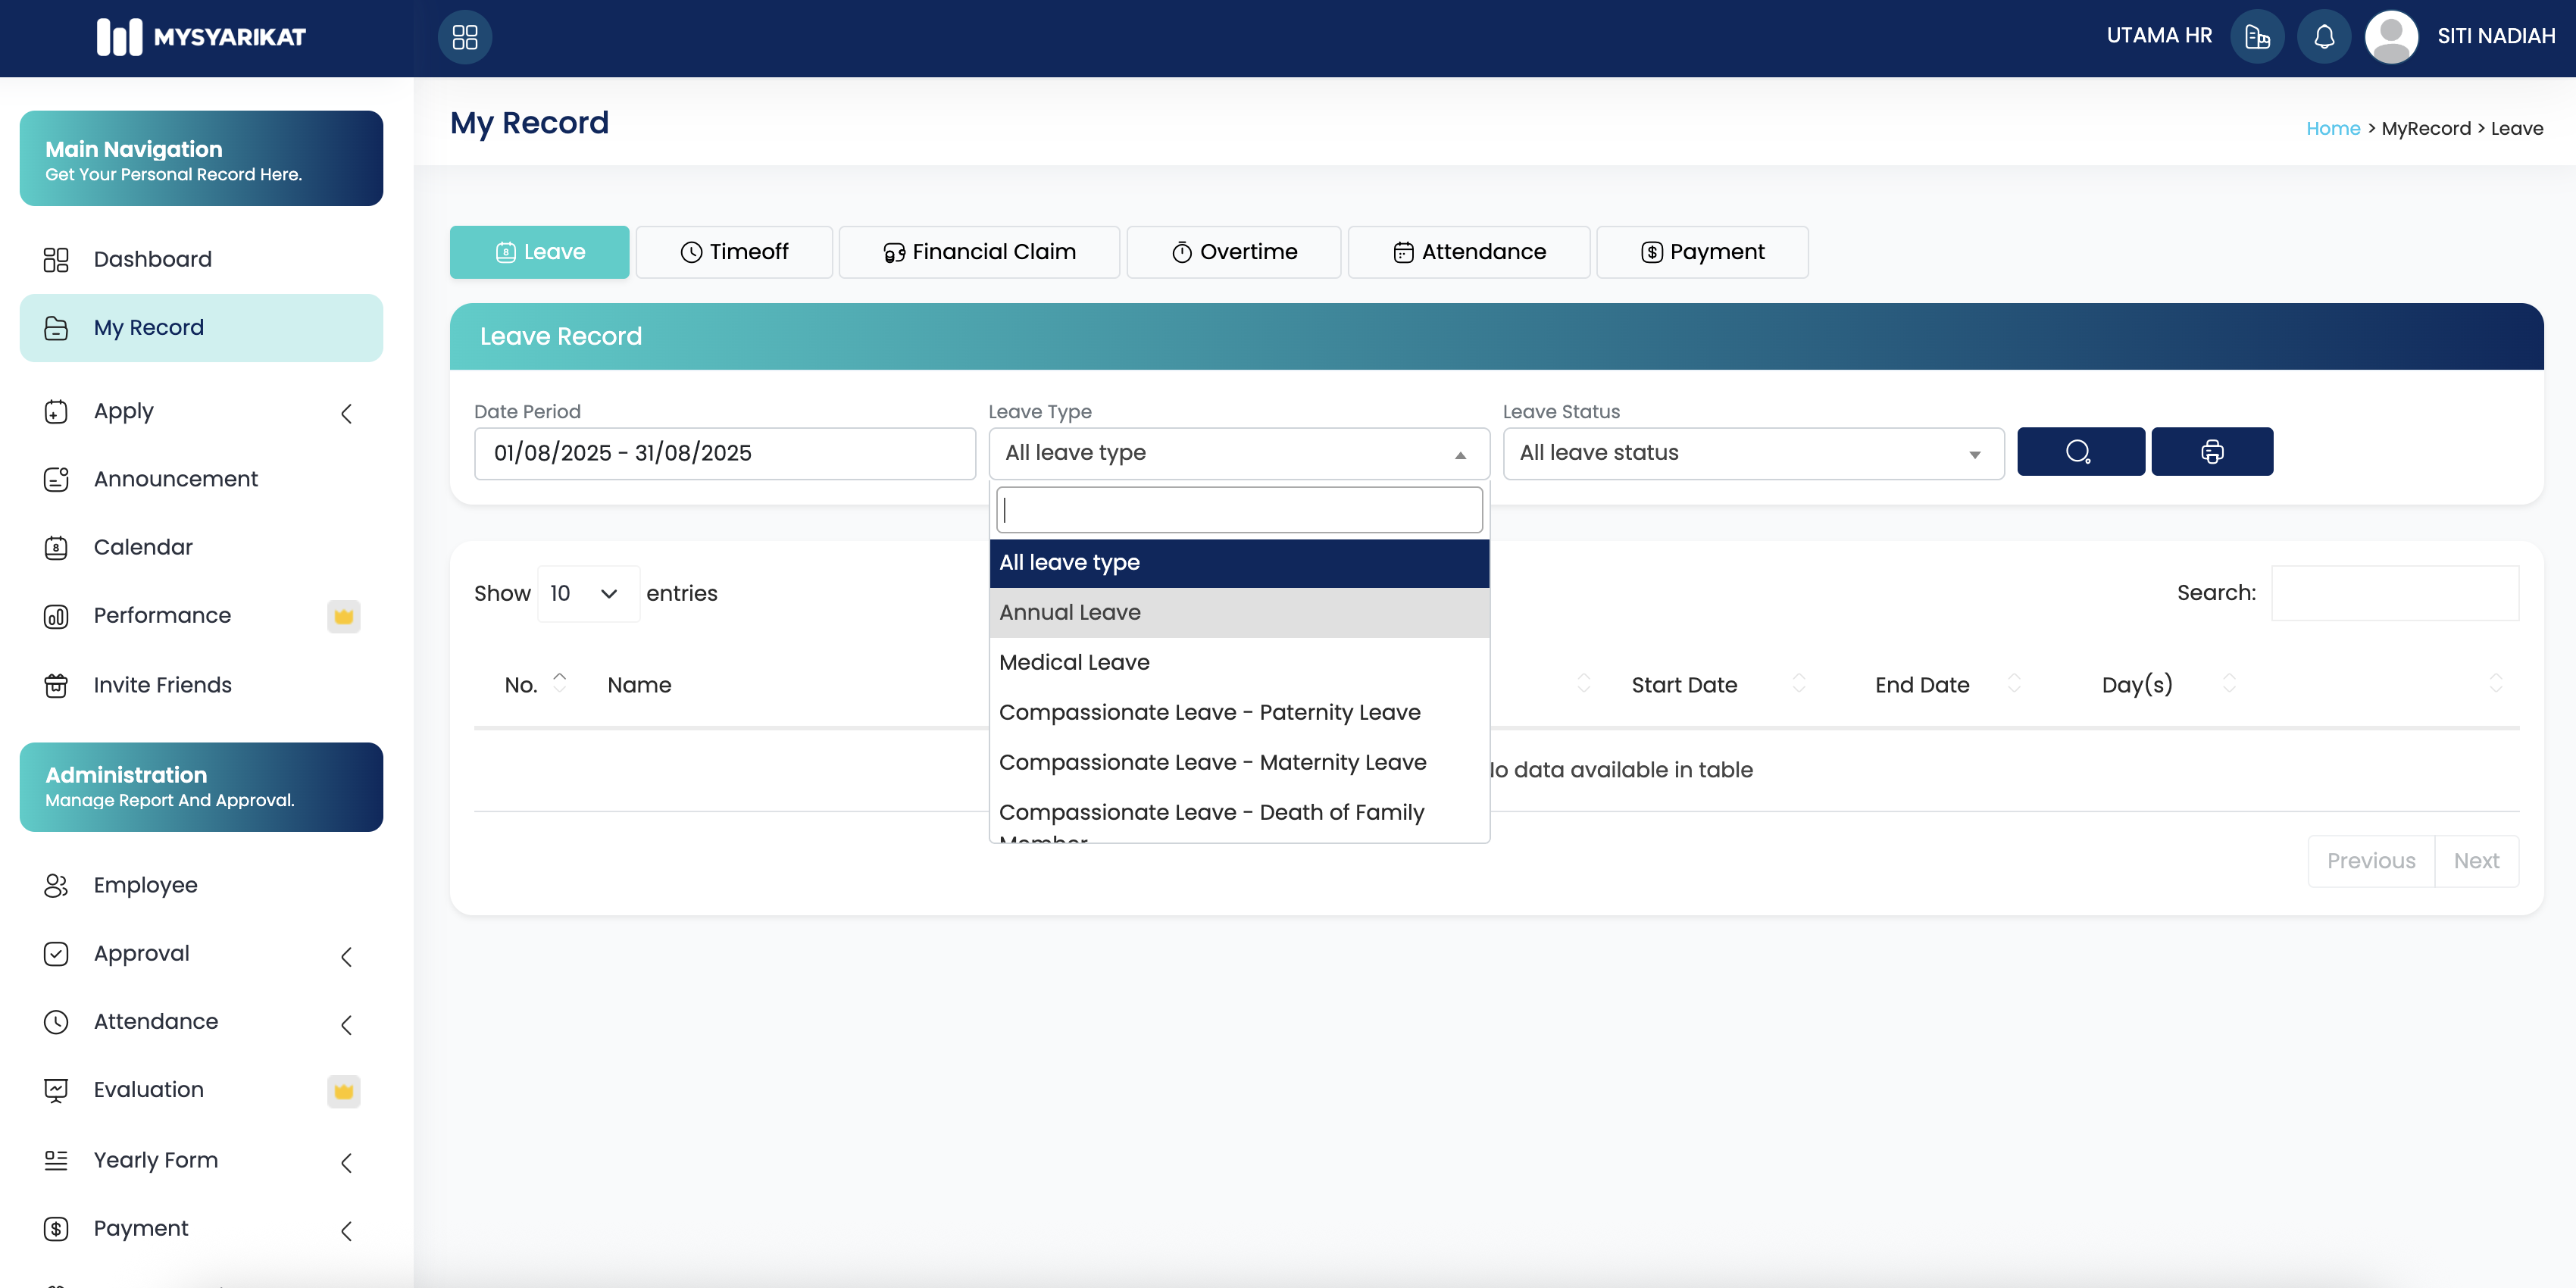 MYSYARIKAT
UTAMA HR
SITI NADIAH
Main Navigation
Get Your Personal Record Here.
Dashboard
My Record
Apply
Announcement
Calendar
Performance
Invite Friends
Administration
Manage Report And Approval.
Employee
Approval
Attendance
Evaluation
Yearly Form
Payment
My Record
Home > MyRecord > Leave
Leave
Timeoff
Financial Claim
Overtime
Attendance
Payment
Leave Record
Date Period
01/08/2025 - 31/08/2025
Leave Type
All leave type
Leave Status
All leave status
All leave type
Annual Leave
Medical Leave
Compassionate Leave - Paternity Leave
Compassionate Leave - Maternity Leave
Compassionate Leave - Death of Family
Member
Show 10 entries
Search:
No.
Name
Start Date
End Date
Day(s)
data available in table
Previous
Next